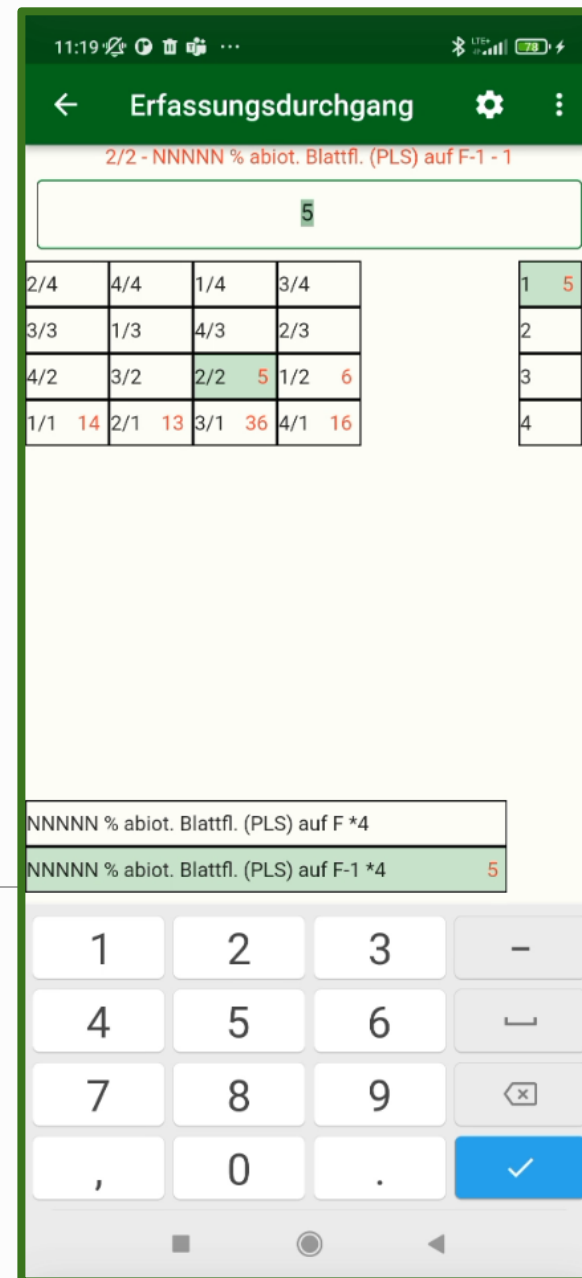 11:19 ···
LTE+ 78
Erfassungsdurchgang
2/2 - NNNNN % abiot. Blattfl. (PLS) auf F-1 - 1
5
2/4 4/4 1/4 3/4 1 5
3/3 1/3 4/3 2/3 2
4/2 3/2 2/2 5 1/2 6 3
1/1 14 2/1 13 3/1 36 4/1 16 4
NNNNN % abiot. Blattfl. (PLS) auf F *4
NNNNN % abiot. Blattfl. (PLS) auf F-1 *4 5
1 2 3 –
4 5 6
7 8 9
, 0 .